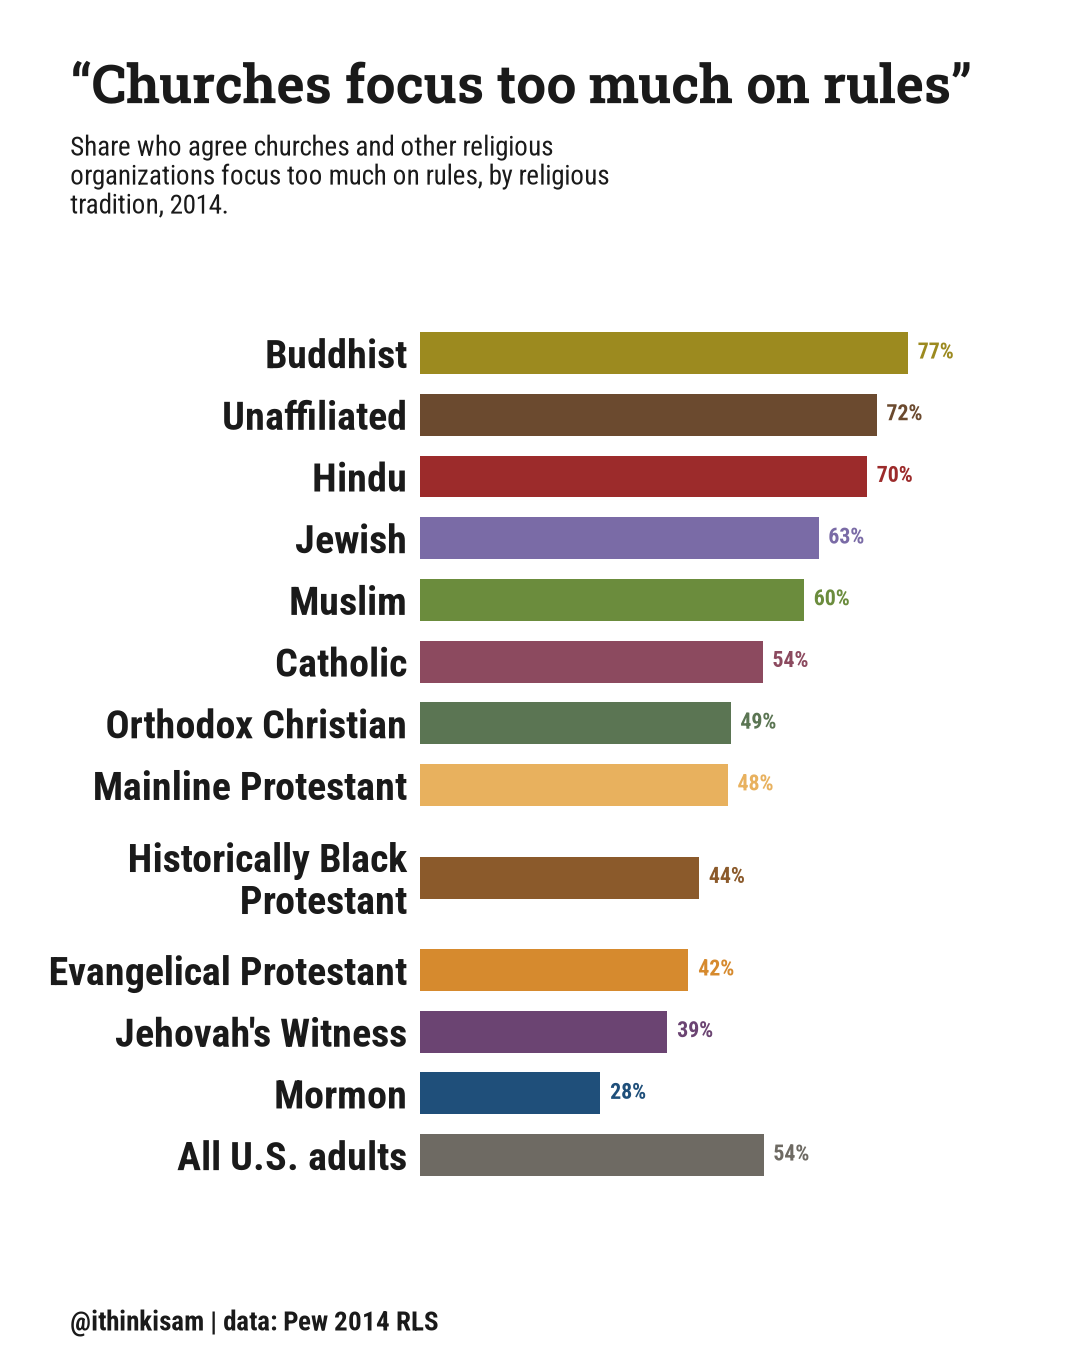 “Churches focus too much on rules”
Share who agree churches and other religious
organizations focus too much on rules, by religious
tradition, 2014.
Buddhist 77%
Unaffiliated 72%
Hindu 70%
Jewish 63%
Muslim 60%
Catholic 54%
Orthodox Christian 49%
Mainline Protestant 48%
Historically Black
Protestant 44%
Evangelical Protestant 42%
Jehovah's Witness 39%
Mormon 28%
All U.S. adults 54%
@ithinkisam | data: Pew 2014 RLS